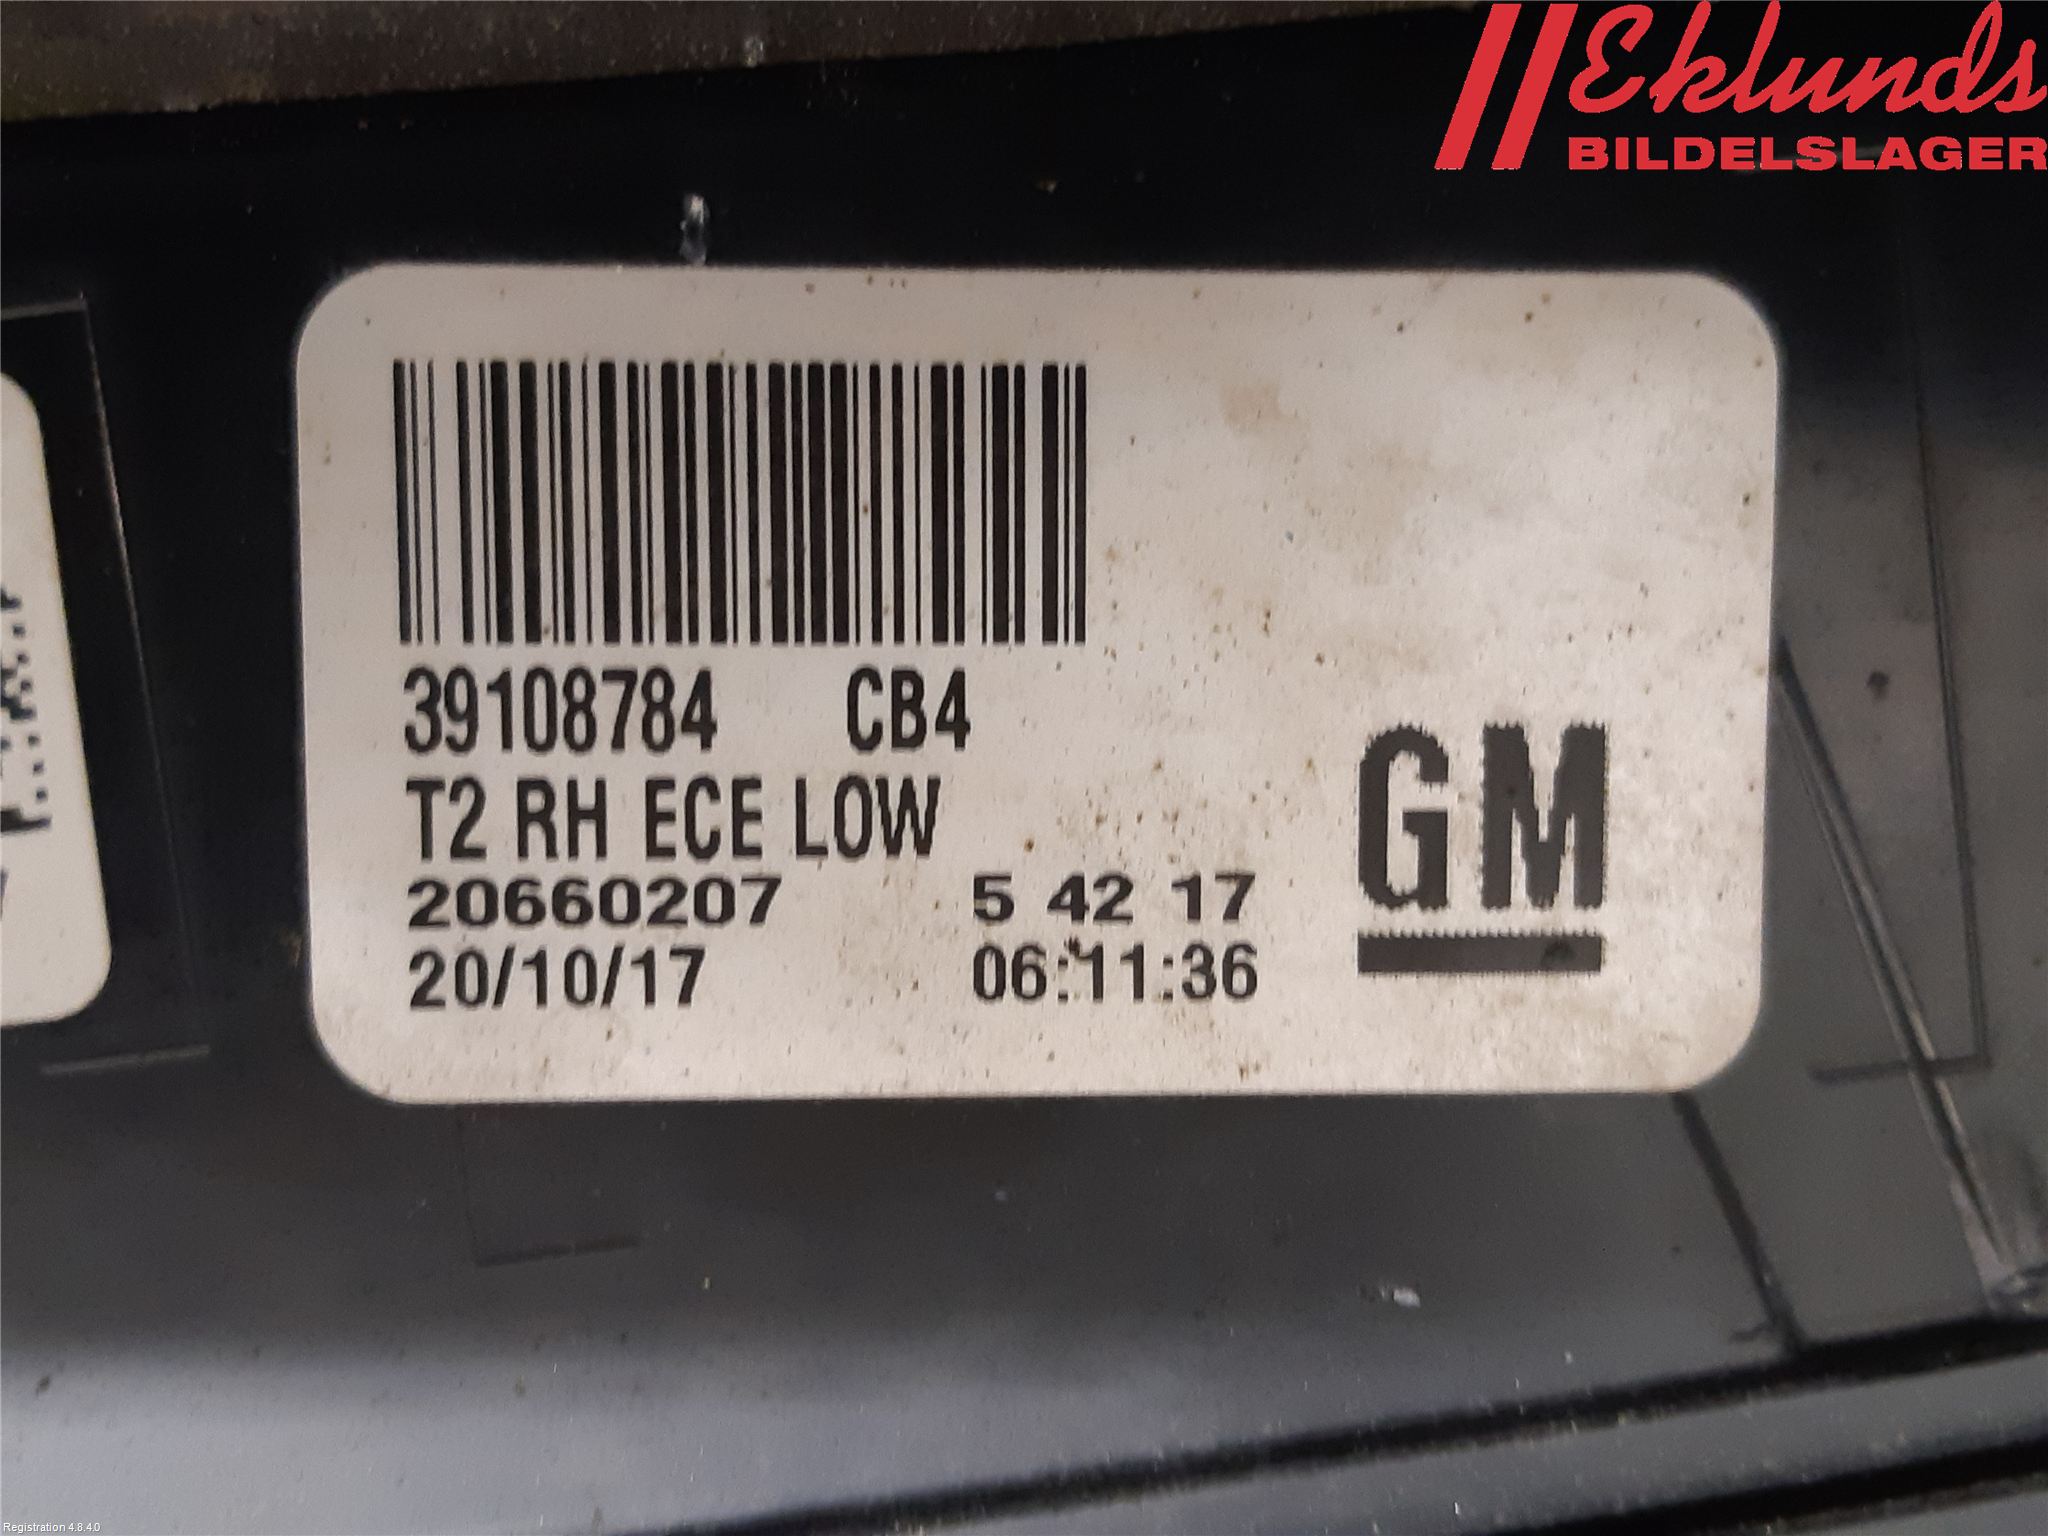 Eklunds
BILDELSLAGER
39108784 CB4
T2 RH ECE LOW
20660207 5 42 17
20/10/17 06:11:36
GM
Registration 4.8.4.0